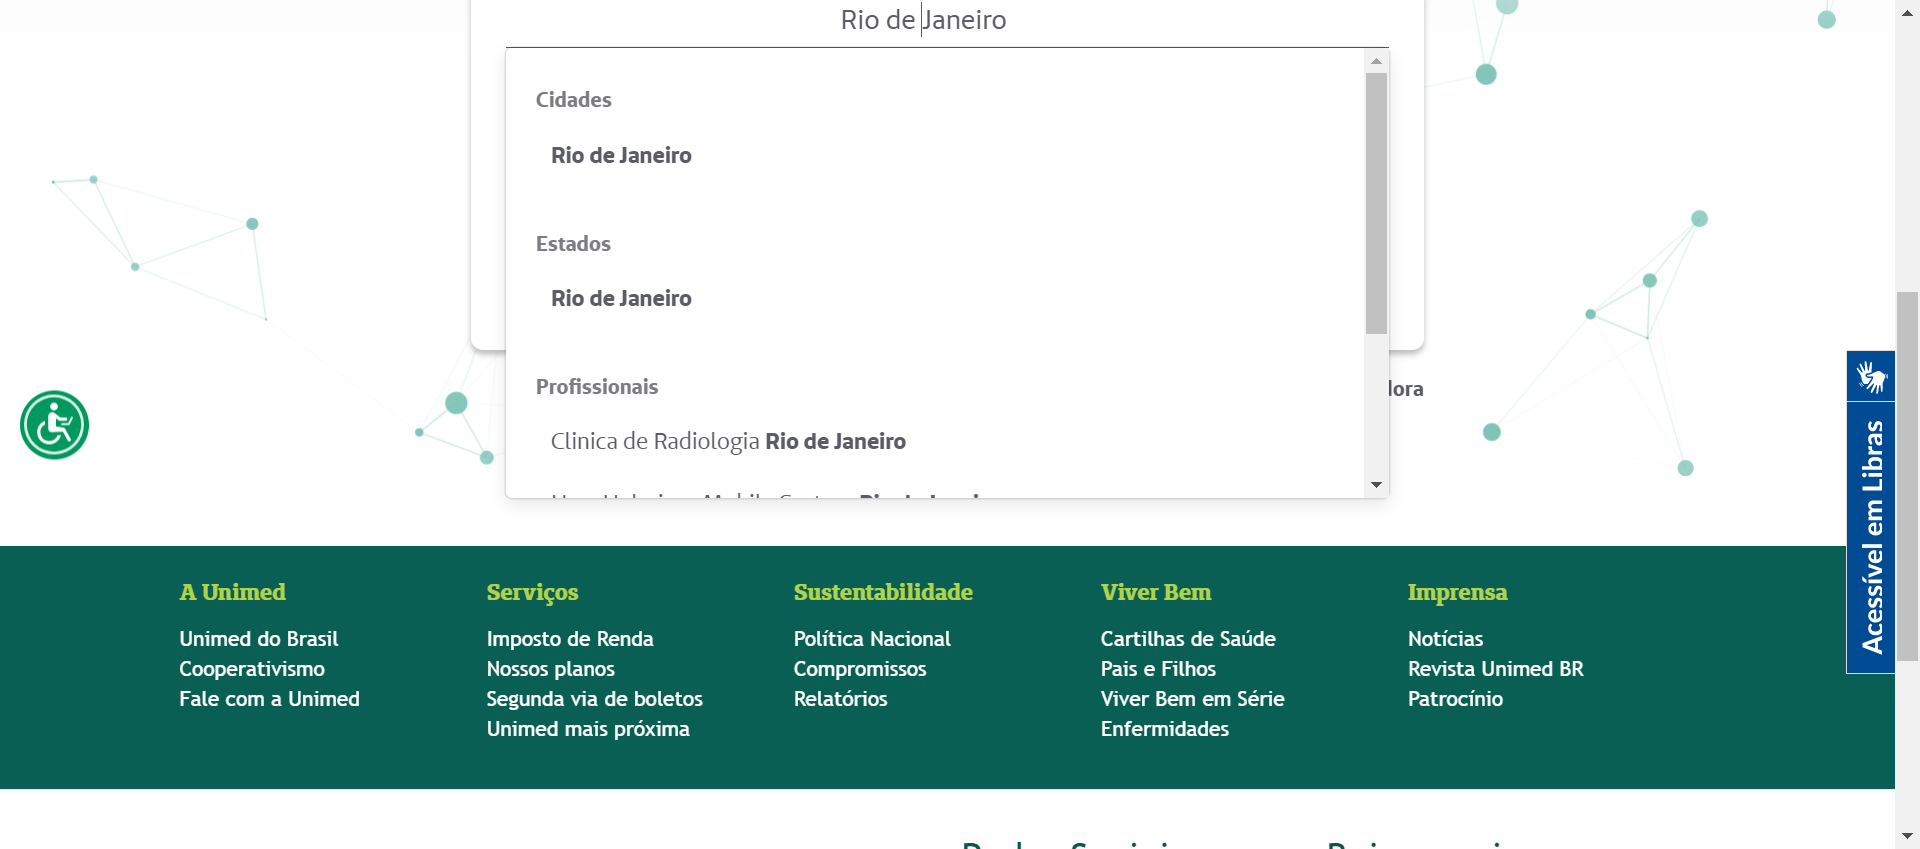 Rio de Janeiro
Cidades
Rio de Janeiro
Estados
Rio de Janeiro
Profissionais
Clinica de Radiologia Rio de Janeiro
dora
Acessível em Libras
A Unimed
Unimed do Brasil
Cooperativismo
Fale com a Unimed
Serviços
Imposto de Renda
Nossos planos
Segunda via de boletos
Unimed mais próxima
Sustentabilidade
Política Nacional
Compromissos
Relatórios
Viver Bem
Cartilhas de Saúde
Pais e Filhos
Viver Bem em Série
Enfermidades
Imprensa
Notícias
Revista Unimed BR
Patrocínio